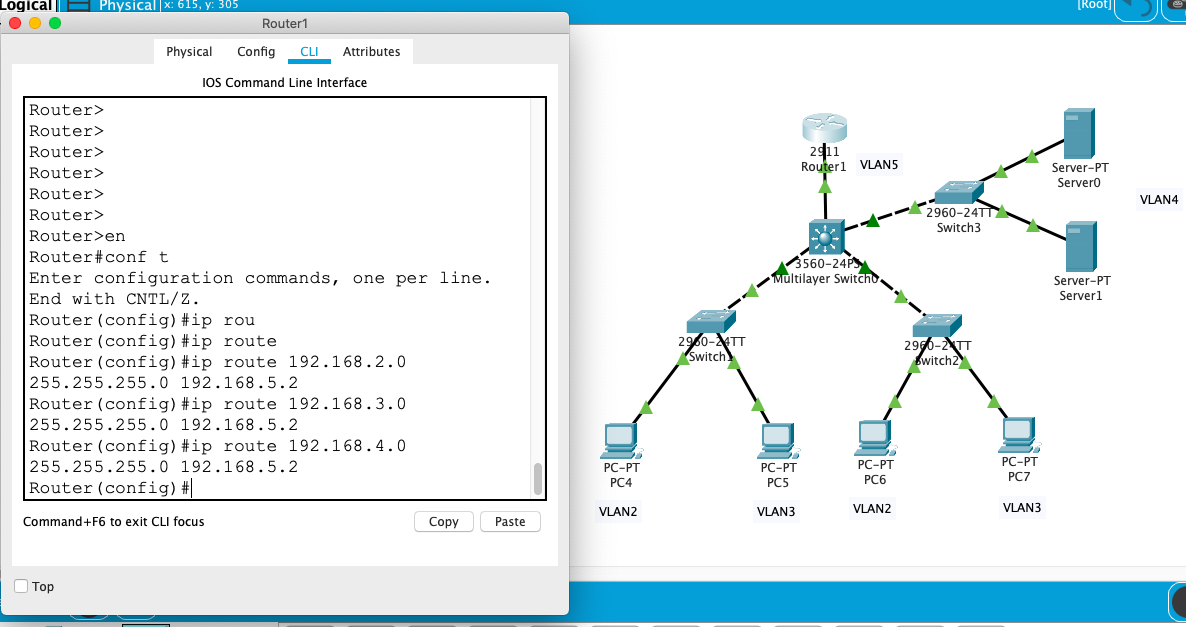 Logical
Physical
x: 615, y: 305
[Root]
Router1
Physical
Config
CLI
Attributes
IOS Command Line Interface
Router>
Router>
Router>
Router>
Router>
Router>
Router>en
Router#conf t
Enter configuration commands, one per line.
End with CNTL/Z.
Router(config)#ip rou
Router(config)#ip route
Router(config)#ip route 192.168.2.0
255.255.255.0 192.168.5.2
Router(config)#ip route 192.168.3.0
255.255.255.0 192.168.5.2
Router(config)#ip route 192.168.4.0
255.255.255.0 192.168.5.2
Router(config)#
Command+F6 to exit CLI focus
Copy
Paste
Top
2911
Router1
VLAN5
Server-PT
Server0
VLAN4
2960-24TT
Switch3
3560-24PS
Multilayer Switch0
Server-PT
Server1
2960-24TT
Switch1
2960-24TT
Switch2
PC-PT
PC4
PC-PT
PC5
PC-PT
PC6
PC-PT
PC7
VLAN2
VLAN3
VLAN2
VLAN3